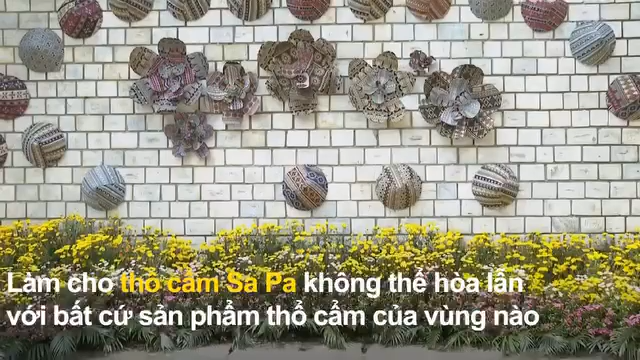 Làm cho thổ cẩm Sa Pa không thể hòa lẫn
với bất cứ sản phẩm thổ cẩm của vùng nào